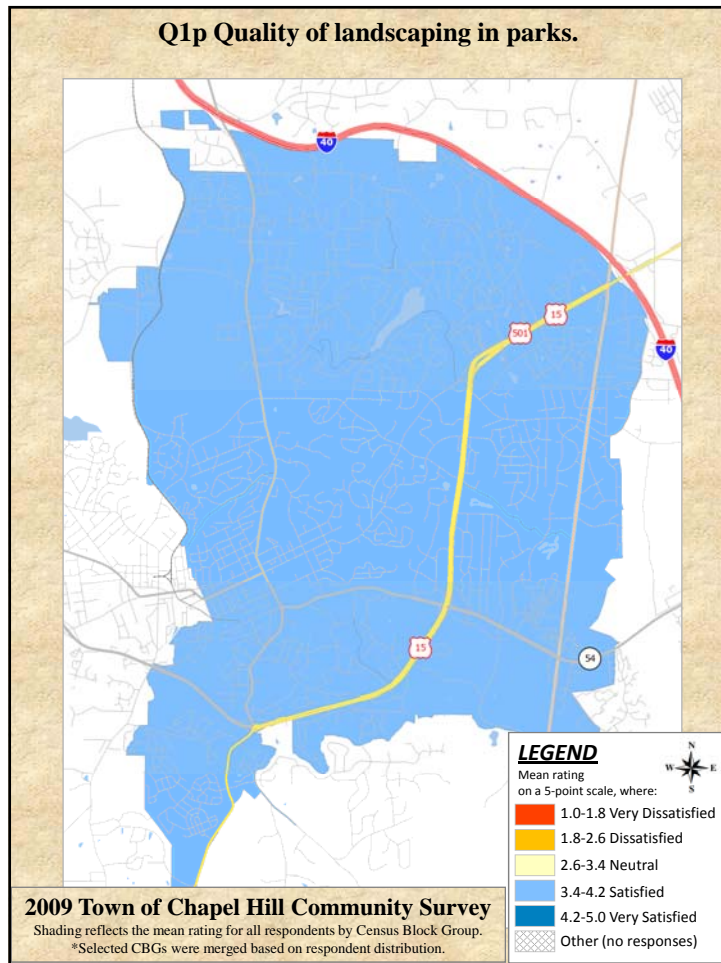 Q1p Quality of landscaping in parks.
40
15
501
40
15
54
LEGEND
Mean rating
on a 5-point scale, where:
N
W E
S
1.0-1.8 Very Dissatisfied
1.8-2.6 Dissatisfied
2.6-3.4 Neutral
3.4-4.2 Satisfied
4.2-5.0 Very Satisfied
Other (no responses)
2009 Town of Chapel Hill Community Survey
Shading reflects the mean rating for all respondents by Census Block Group.
*Selected CBGs were merged based on respondent distribution.